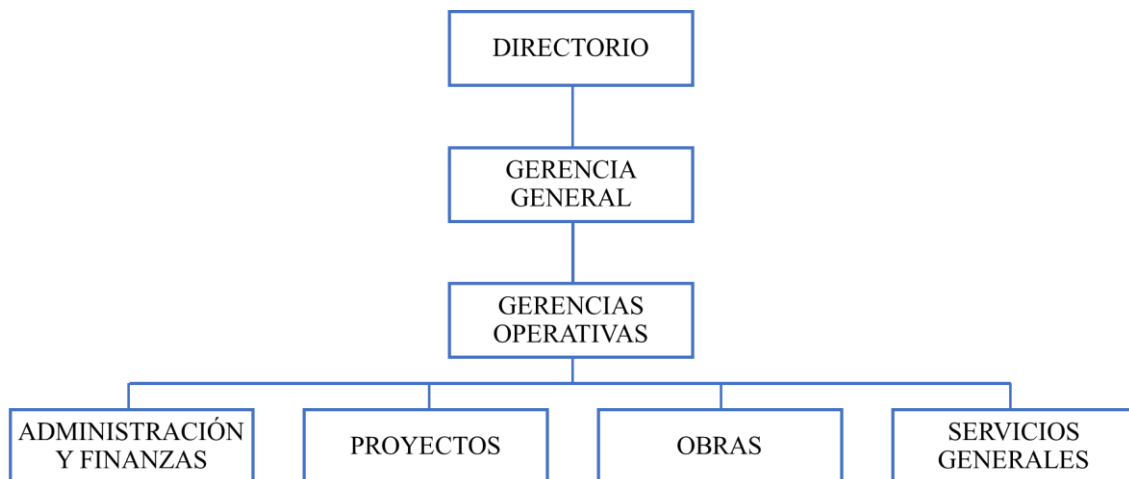 DIRECTORIO
GERENCIA
GENERAL
GERENCIAS
OPERATIVAS
ADMINISTRACIÓN
Y FINANZAS
PROYECTOS
OBRAS
SERVICIOS
GENERALES